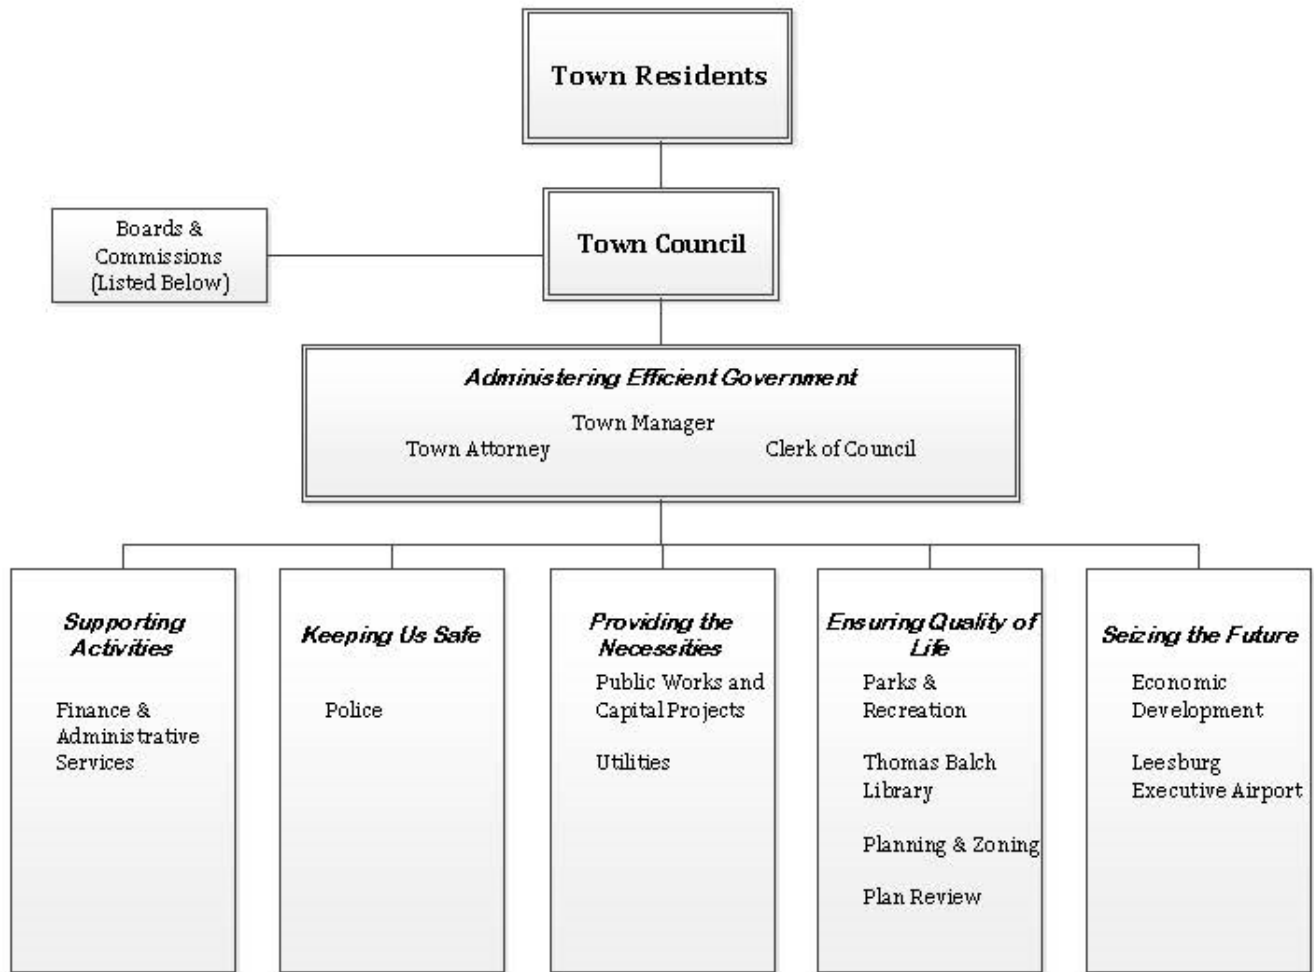 Town Residents
Boards &
Commissions
(Listed Below)
Town Council
Administering Efficient Government
Town Manager
Town Attorney
Clerk of Council
Supporting
Activities
Finance &
Administrative
Services
Keeping Us Safe
Police
Providing the
Necessities
Public Works and
Capital Projects
Utilities
Ensuring Quality of
Life
Parks &
Recreation
Thomas Balch
Library
Planning & Zoning
Plan Review
Seizing the Future
Economic
Development
Leesburg
Executive Airport